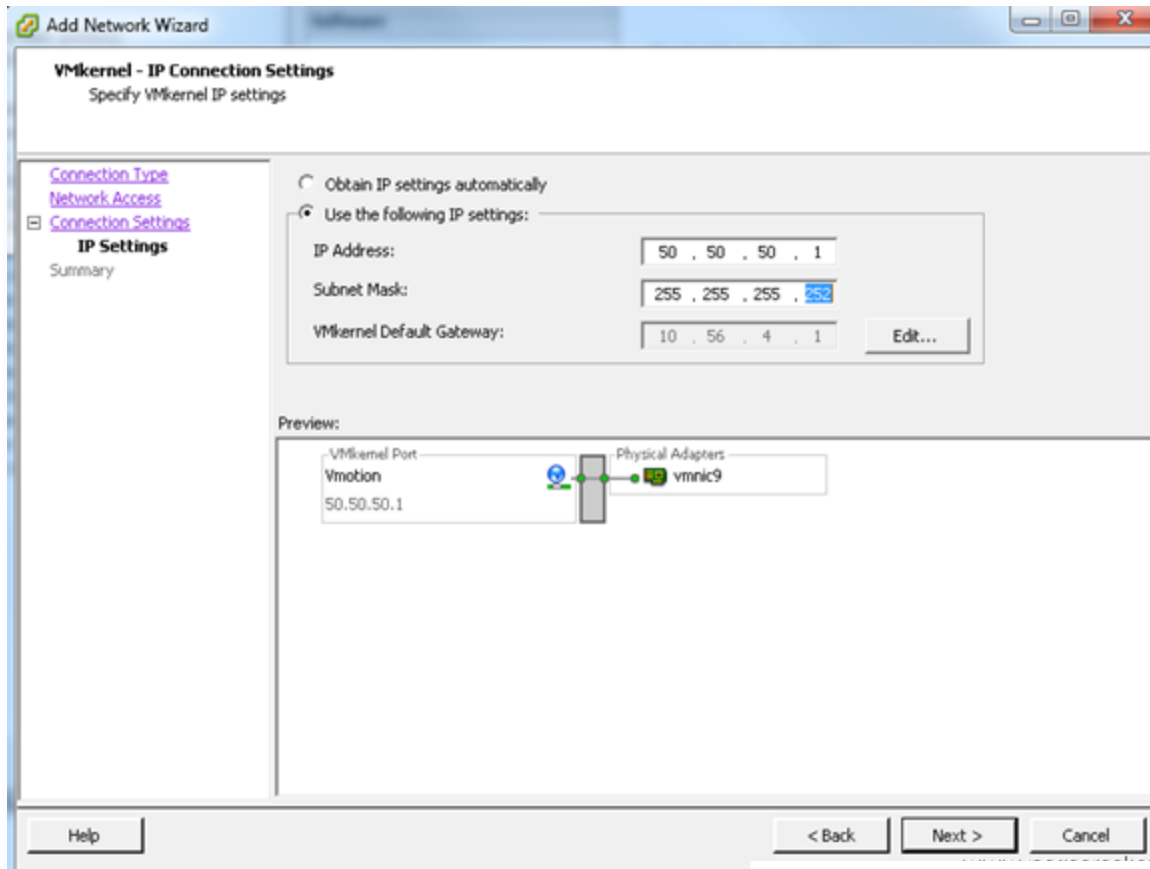 Add Network Wizard
VMkernel - IP Connection Settings
Specify VMkernel IP settings
Connection Type
Network Access
Connection Settings
IP Settings
Summary
Obtain IP settings automatically
Use the following IP settings:
IP Address:
50 . 50 . 50 . 1
Subnet Mask:
255 . 255 . 255 . 252
VMkernel Default Gateway:
10 . 56 . 4 . 1
Edit...
Preview:
VMkernel Port
Vmotion
50.50.50.1
Physical Adapters
vmnic9
Help
< Back
Next >
Cancel